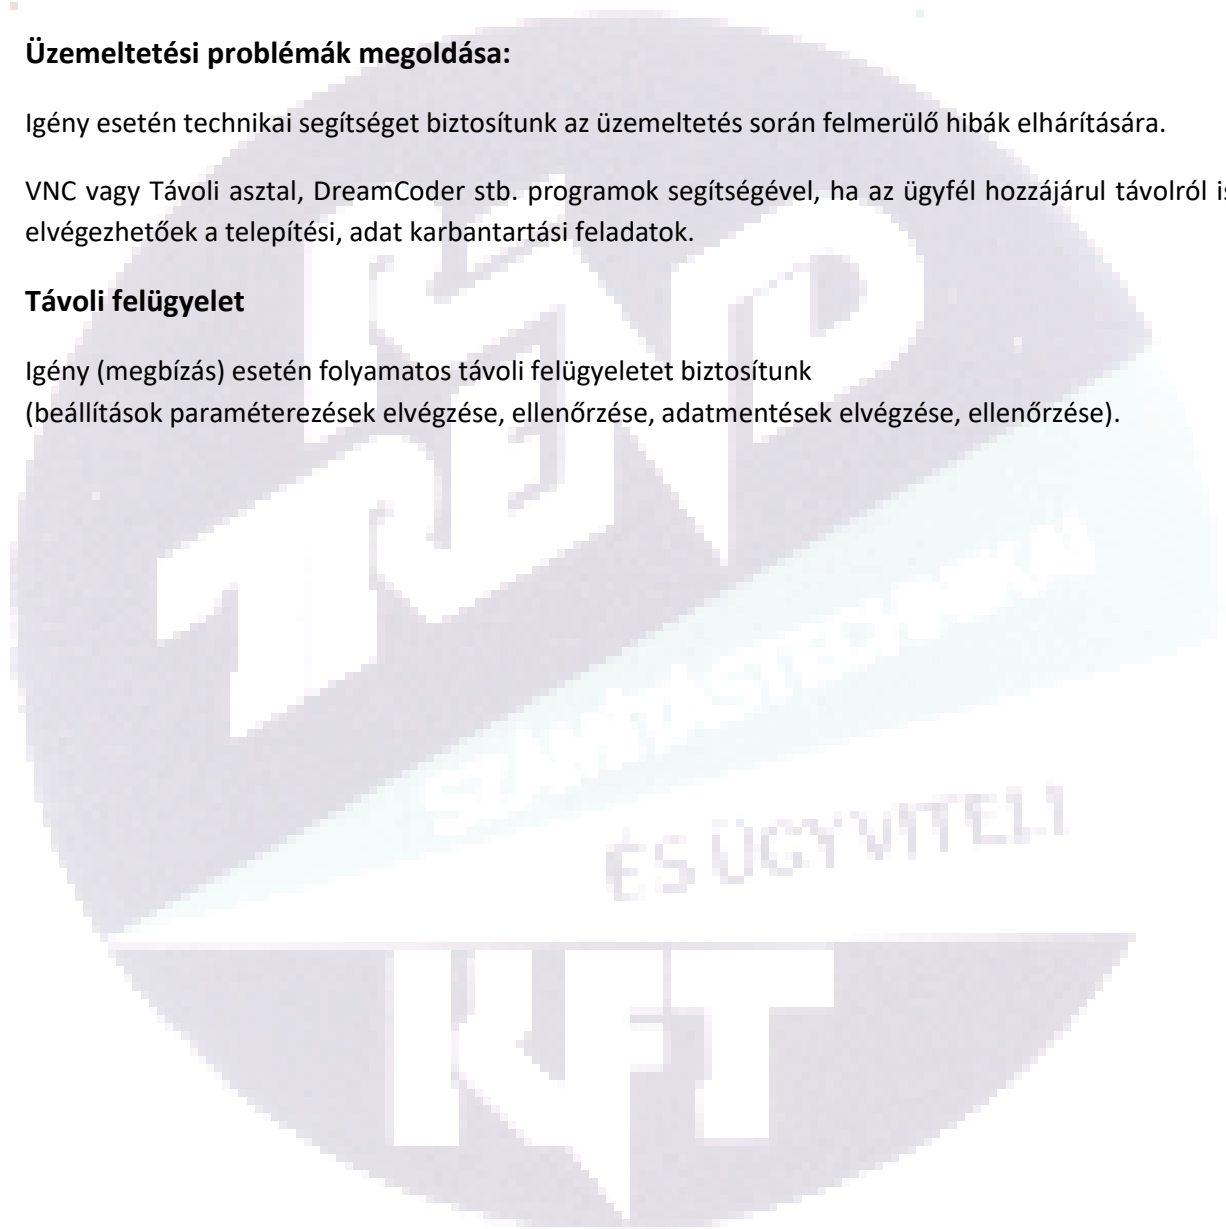 Üzemeltetési problémák megoldása:
Igény esetén technikai segítséget biztosítunk az üzemeltetés során felmerülő hibák elhárítására.
VNC vagy Távoli asztal, DreamCoder stb. programok segítségével, ha az ügyfél hozzájárul távolról is
elvégezhetőek a telepítési, adat karbantartási feladatok.
Távoli felügyelet
Igény (megbízás) esetén folyamatos távoli felügyeletet biztosítunk
(beállítások paraméterezések elvégzése, ellenőrzése, adatmentések elvégzése, ellenőrzése).
SZÁMÍTÁSTECHNIKAI
ÉS ÜGYVITELI
KFT